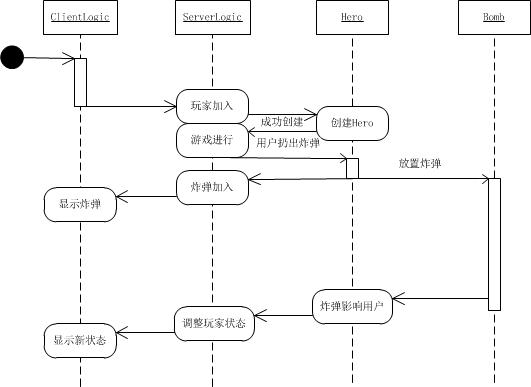 ClientLogic
ServerLogic
Hero
Bomb
玩家加入
成功创建
创建Hero
游戏进行
用户扔出炸弹
放置炸弹
炸弹加入
显示炸弹
炸弹影响用户
调整玩家状态
显示新状态